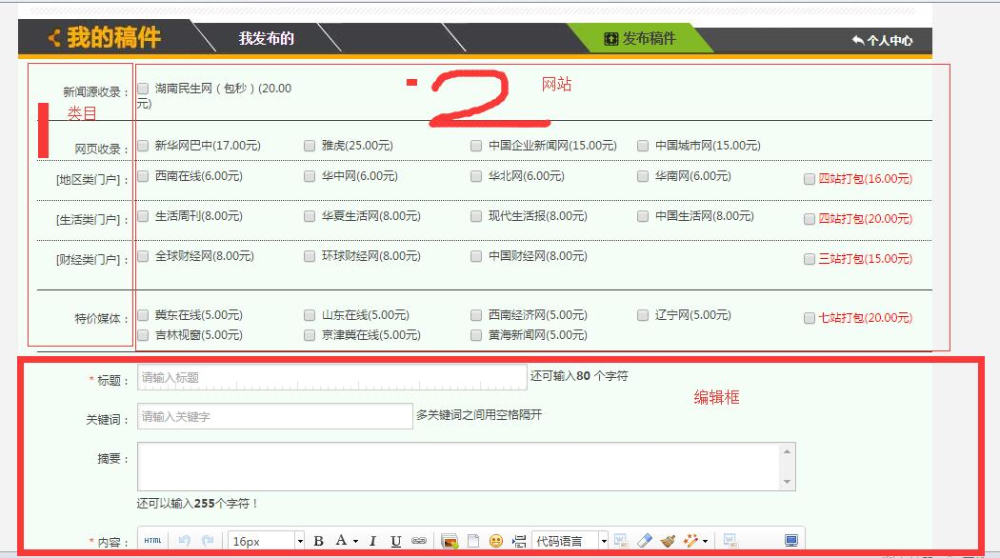 我的稿件 我发布的 发布稿件 个人中心
新闻源收录： 湖南民生网（包秒）(20.00元)
类目
2 网站
网页收录： 新华网巴中(17.00元) 雅虎(25.00元) 中国企业新闻网(15.00元) 中国城市网(15.00元)
[地区类门户]： 西南在线(6.00元) 华中网(6.00元) 华北网(6.00元) 华南网(6.00元) 四站打包(16.00元)
[生活类门户]： 生活周刊(8.00元) 华夏生活网(8.00元) 现代生活报(8.00元) 中国生活网(8.00元) 四站打包(20.00元)
[财经类门户]： 全球财经网(8.00元) 环球财经网(8.00元) 中国财经网(8.00元) 三站打包(15.00元)
特价媒体： 冀东在线(5.00元) 山东在线(5.00元) 西南经济网(5.00元) 辽宁网(5.00元) 七站打包(20.00元)
吉林视窗(5.00元) 京津冀在线(5.00元) 黄海新闻网(5.00元)
* 标题： 请输入标题 还可输入80 个字符
编辑框
关键词： 请输入关键字 多关键词之间用空格隔开
摘要：
还可以输入255个字符！
* 内容： HTML 16px B A I U 代码语言